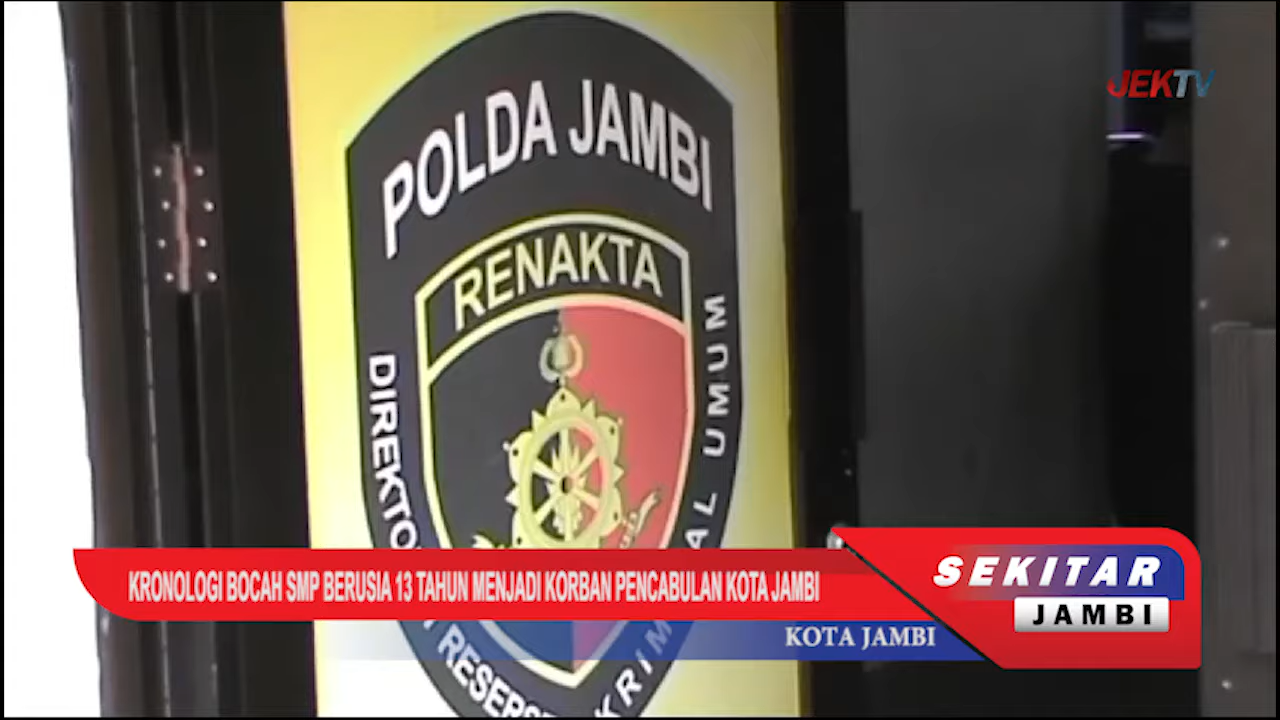 JEKTV
POLDA JAMBI
RENAKTA
UMUM
KRONOLOGI BOCAH SMP BERUSIA 13 TAHUN MENJADI KORBAN PENCABULAN KOTA JAMBI
SEKITAR
JAMBI
KOTA JAMBI